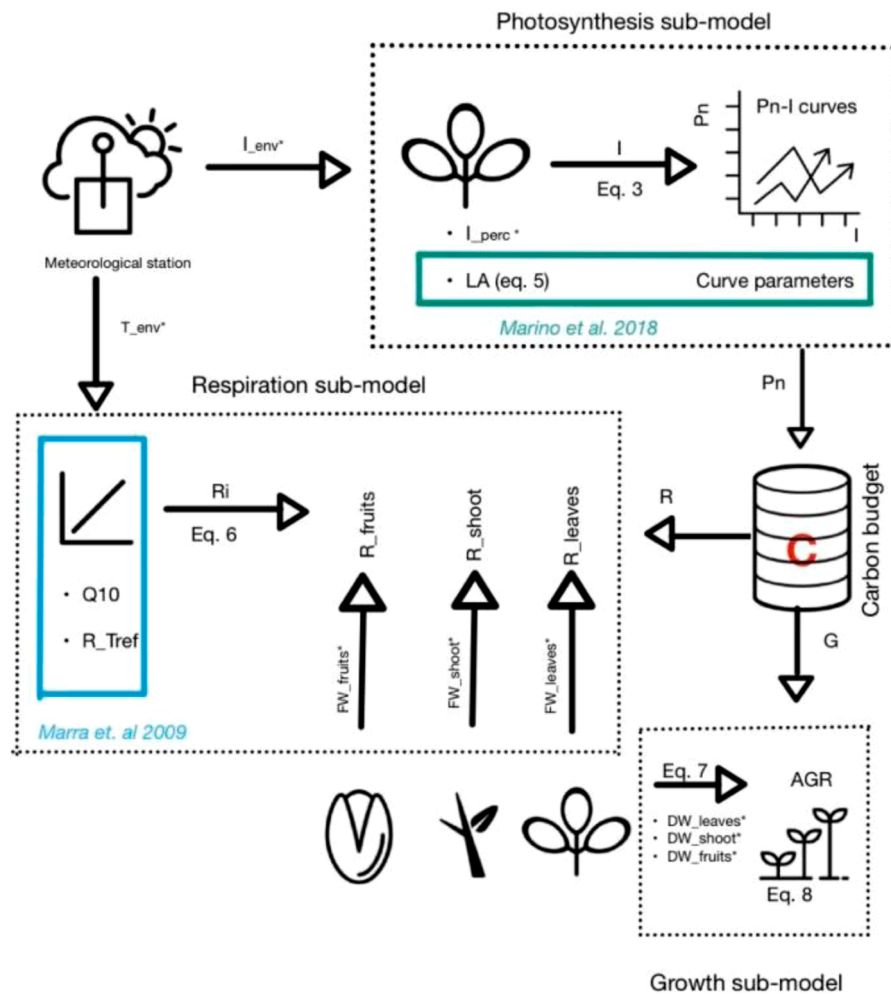 Photosynthesis sub-model
I_env*
I
Eq. 3
Pn
Pn-I curves
I
Meteorological station
• I_perc *
• LA (eq. 5) Curve parameters
Marino et al. 2018
T_env*
Pn
Respiration sub-model
Ri
Eq. 6
• Q10
• R_Tref
R_fruits
R_shoot
R_leaves
FW_fruits*
FW_shoot*
FW_leaves*
Marra et. al 2009
R
C
Carbon budget
G
Eq. 7
• DW_leaves*
• DW_shoot*
• DW_fruits*
AGR
Eq. 8
Growth sub-model